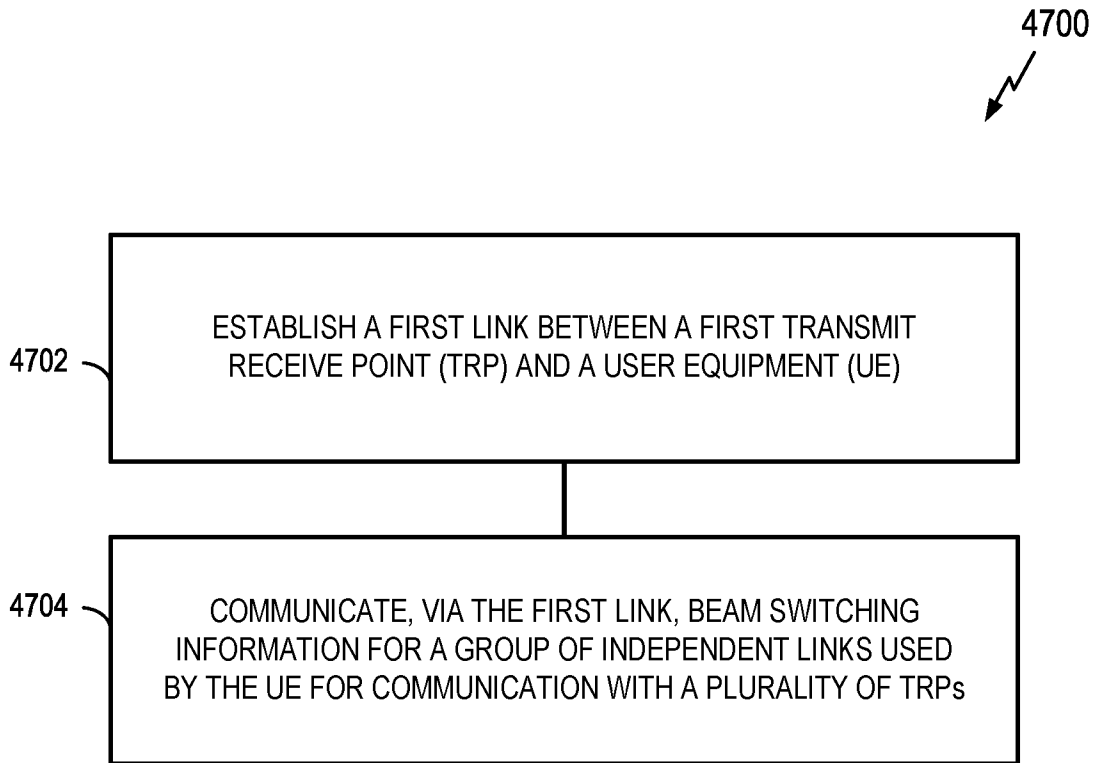 4700
4702
ESTABLISH A FIRST LINK BETWEEN A FIRST TRANSMIT
RECEIVE POINT (TRP) AND A USER EQUIPMENT (UE)
4704
COMMUNICATE, VIA THE FIRST LINK, BEAM SWITCHING
INFORMATION FOR A GROUP OF INDEPENDENT LINKS USED
BY THE UE FOR COMMUNICATION WITH A PLURALITY OF TRPs